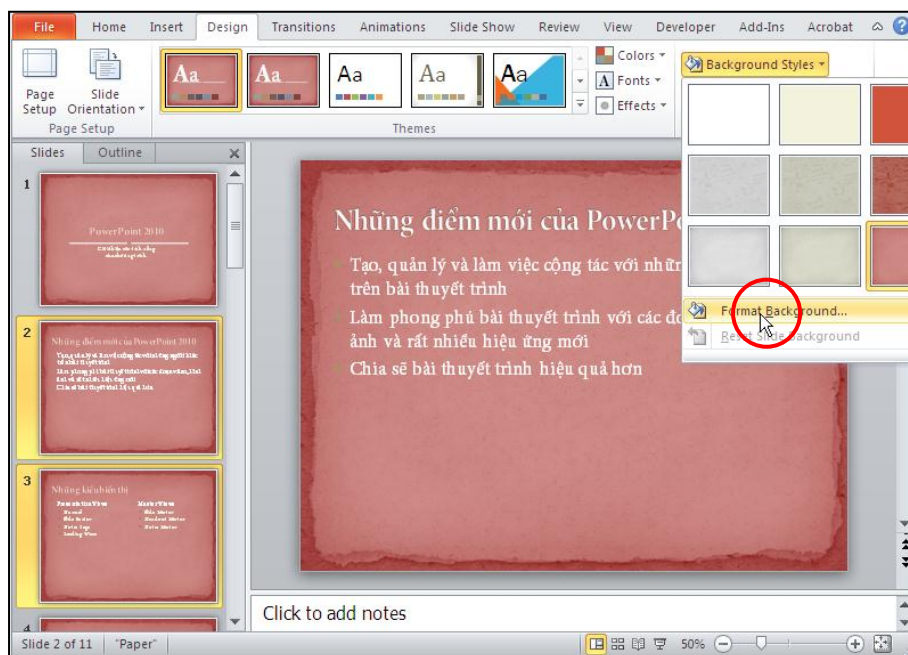 File Home Insert Design Transitions Animations Slide Show Review View Developer Add-Ins Acrobat
Page Setup
Slide Orientation
Page Setup
Aa Aa Aa Aa Aa
Themes
Colors
Fonts
Effects
Background Styles
Format Background...
Reset Slide Background
Slides Outline
1
PowerPoint 2010
2
Những điểm mới của PowerPoint 2010
3
Những kiểu hiển thị
4
Những điểm mới của PowerP
Tạo, quản lý và làm việc cộng tác với nhữn
trên bài thuyết trình
Làm phong phú bài thuyết trình với các đo
ảnh và rất nhiều hiệu ứng mới
Chia sẽ bài thuyết trình hiệu quả hơn
Click to add notes
Slide 2 of 11 "Paper" 50%